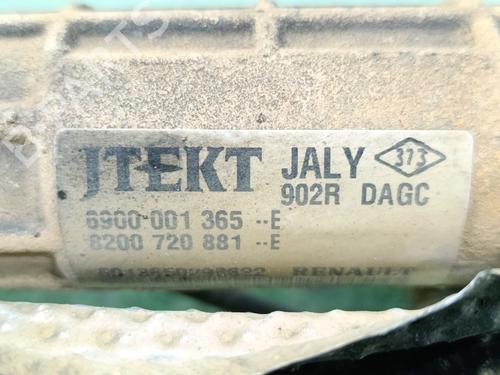 JTEKT JALY 373
902R DAGC
6900 001 365 --E
8200 720 881 --E
RENAULT